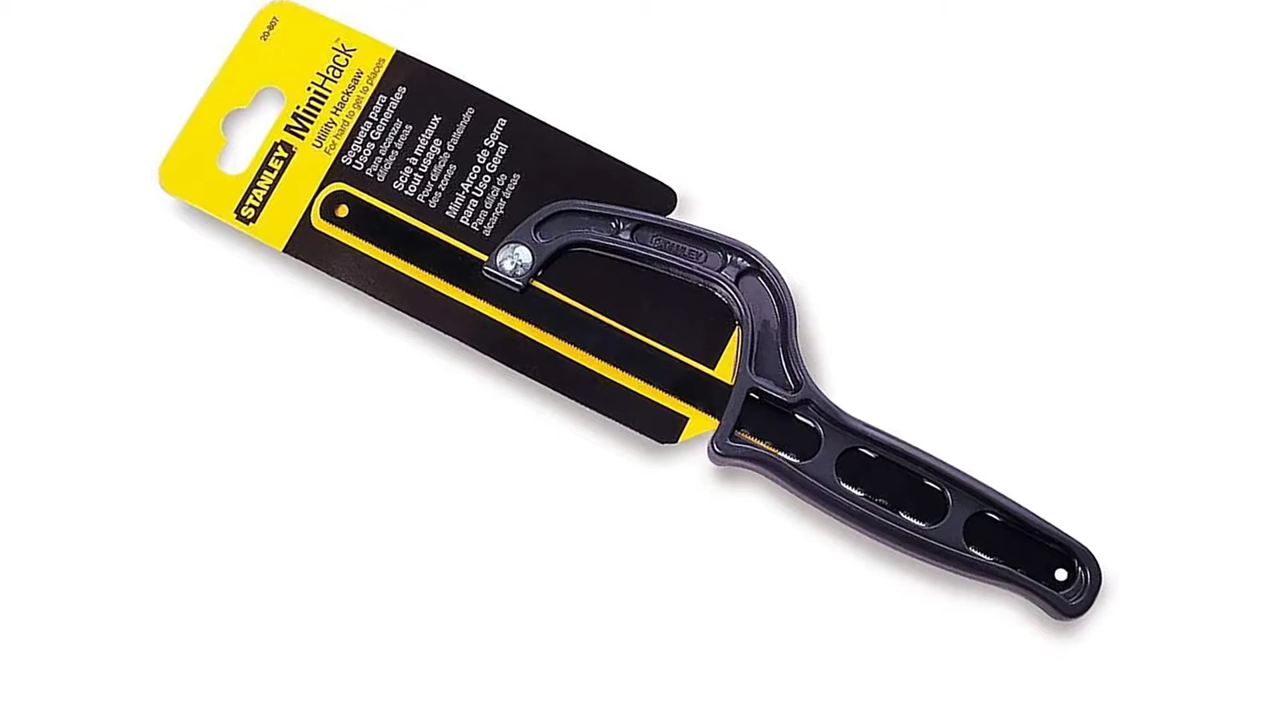 20-807
STANLEY
MiniHack™
Utility Hacksaw
For hard to get to places
Segueta para
Usos Generales
Para alcanzar
difíciles áreas
Scie à métaux
tout usage
Pour difficile d'atteindre
des zones
Mini-Arco de Serra
para Uso Geral
Para difícil de
alcançar áreas
STANLEY